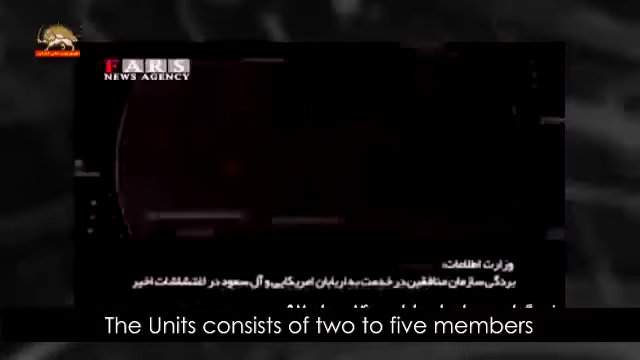 FARS
NEWS AGENCY
وزارت اطلاعات:
بردگی سازمان منافقین در خدمت به اربابان امریکایی و آل سعود در اغتشاشات اخیر
The Units consists of two to five members